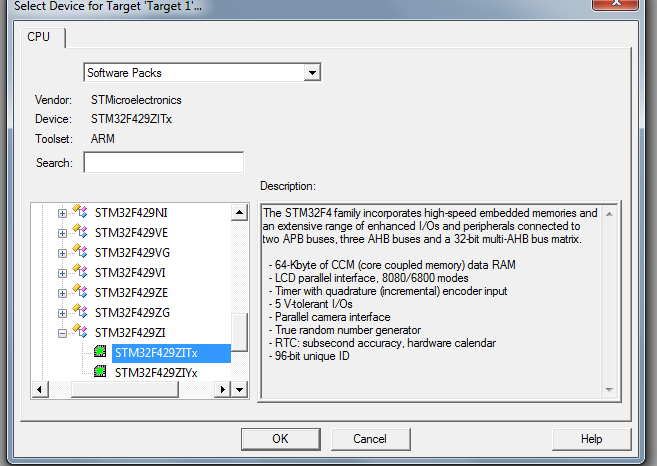 Select Device for Target 'Target 1'...
CPU
Software Packs
Vendor: STMicroelectronics
Device: STM32F429ZITx
Toolset: ARM
Search:
Description:
STM32F429NI
STM32F429VE
STM32F429VG
STM32F429VI
STM32F429ZE
STM32F429ZG
STM32F429ZI
STM32F429ZITx
STM32F429ZIYx
The STM32F4 family incorporates high-speed embedded memories and
an extensive range of enhanced I/Os and peripherals connected to
two APB buses, three AHB buses and a 32-bit multi-AHB bus matrix.
- 64-Kbyte of CCM (core coupled memory) data RAM
- LCD parallel interface, 8080/6800 modes
- Timer with quadrature (incremental) encoder input
- 5 V-tolerant I/Os
- Parallel camera interface
- True random number generator
- RTC: subsecond accuracy, hardware calendar
- 96-bit unique ID
OK
Cancel
Help